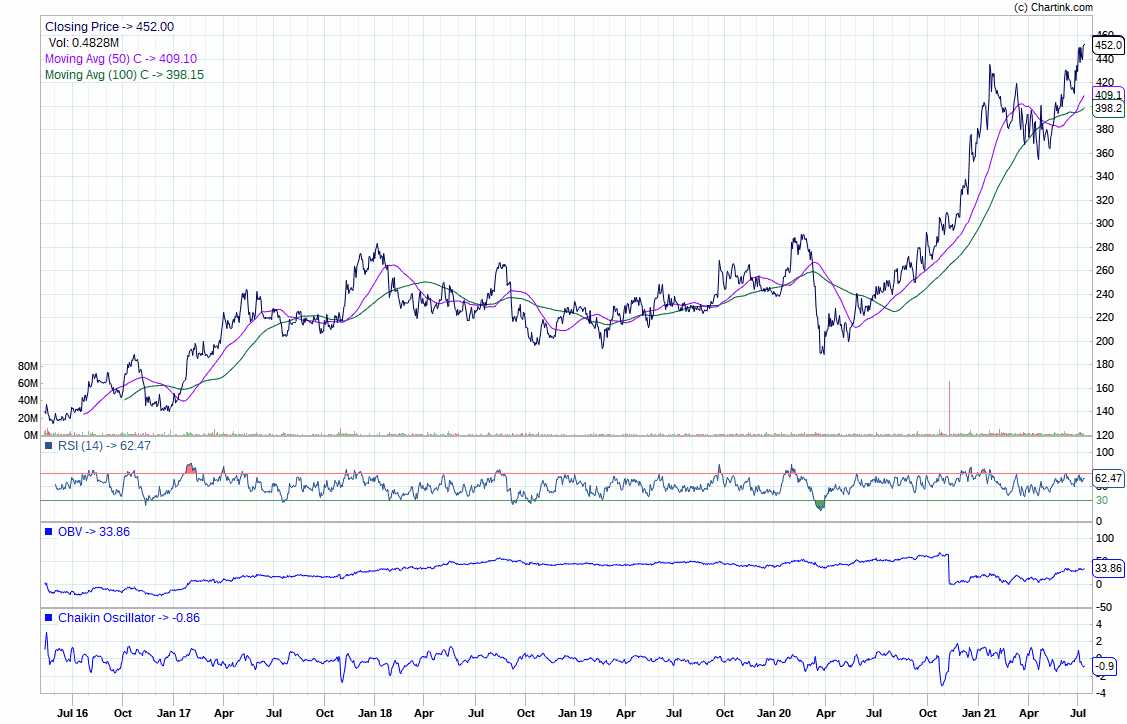 (c) Chartink.com
Closing Price -> 452.00
Vol: 0.4828M
Moving Avg (50) C -> 409.10
Moving Avg (100) C -> 398.15
460
452.0
440
420
409.1
398.2
380
360
340
320
300
280
260
240
220
200
180
160
140
120
80M
60M
40M
20M
0M
RSI (14) -> 62.47
100
62.47
30
0
OBV -> 33.86
100
33.86
0
-50
Chaikin Oscillator -> -0.86
4
2
-0.9
-2
-4
Jul 16 Oct Jan 17 Apr Jul Oct Jan 18 Apr Jul Oct Jan 19 Apr Jul Oct Jan 20 Apr Jul Oct Jan 21 Apr Jul